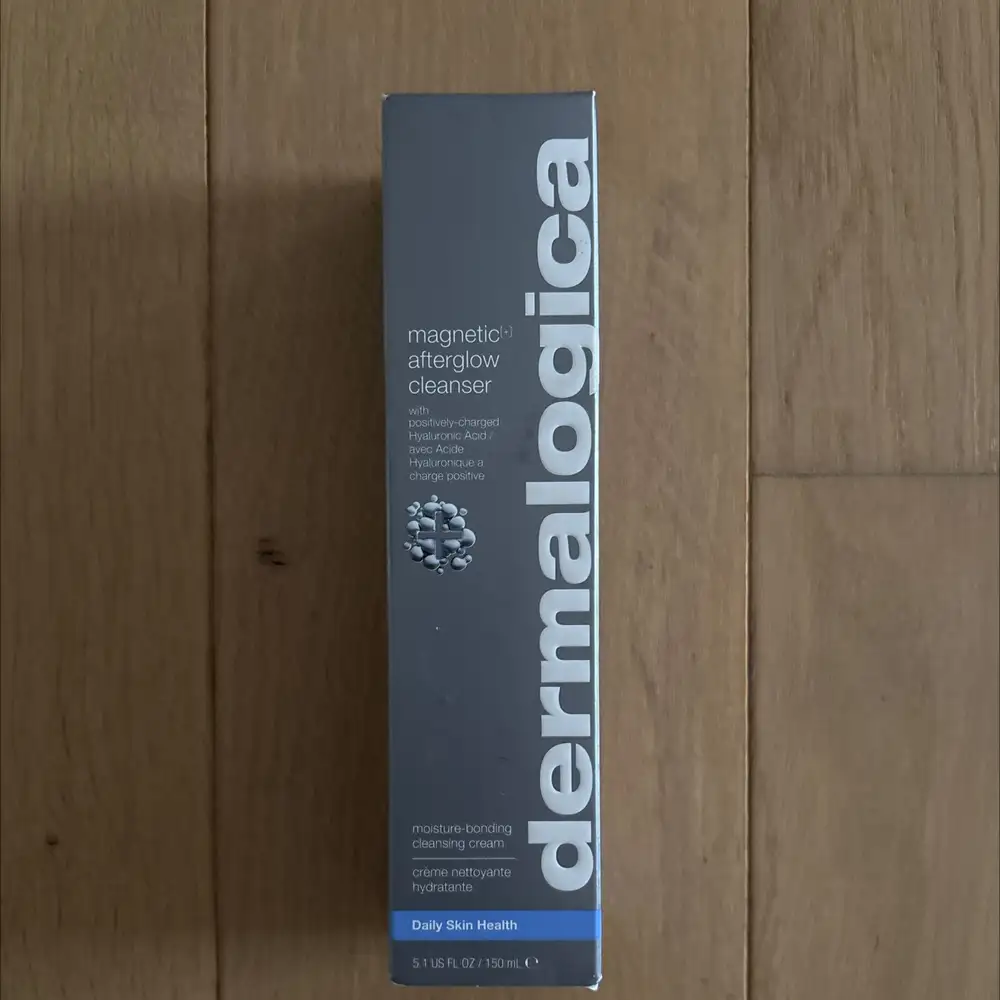 dermalogica
magnetic[+]
afterglow
cleanser
with
positively-charged
Hyaluronic Acid /
avec Acide
Hyaluronique a
charge positive
moisture-bonding
cleansing cream
crème nettoyante
hydratante
Daily Skin Health
5.1 US FL OZ / 150 mL ℮